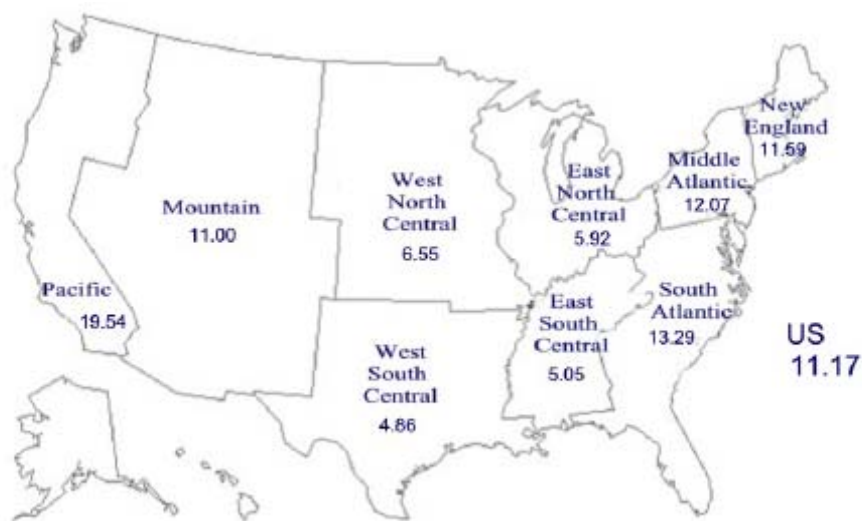 New
England
11.59
Middle
Atlantic
12.07
East
North
Central
5.92
West
North
Central
6.55
Mountain
11.00
Pacific
19.54
East
South
Central
5.05
South
Atlantic
13.29
West
South
Central
4.86
US
11.17